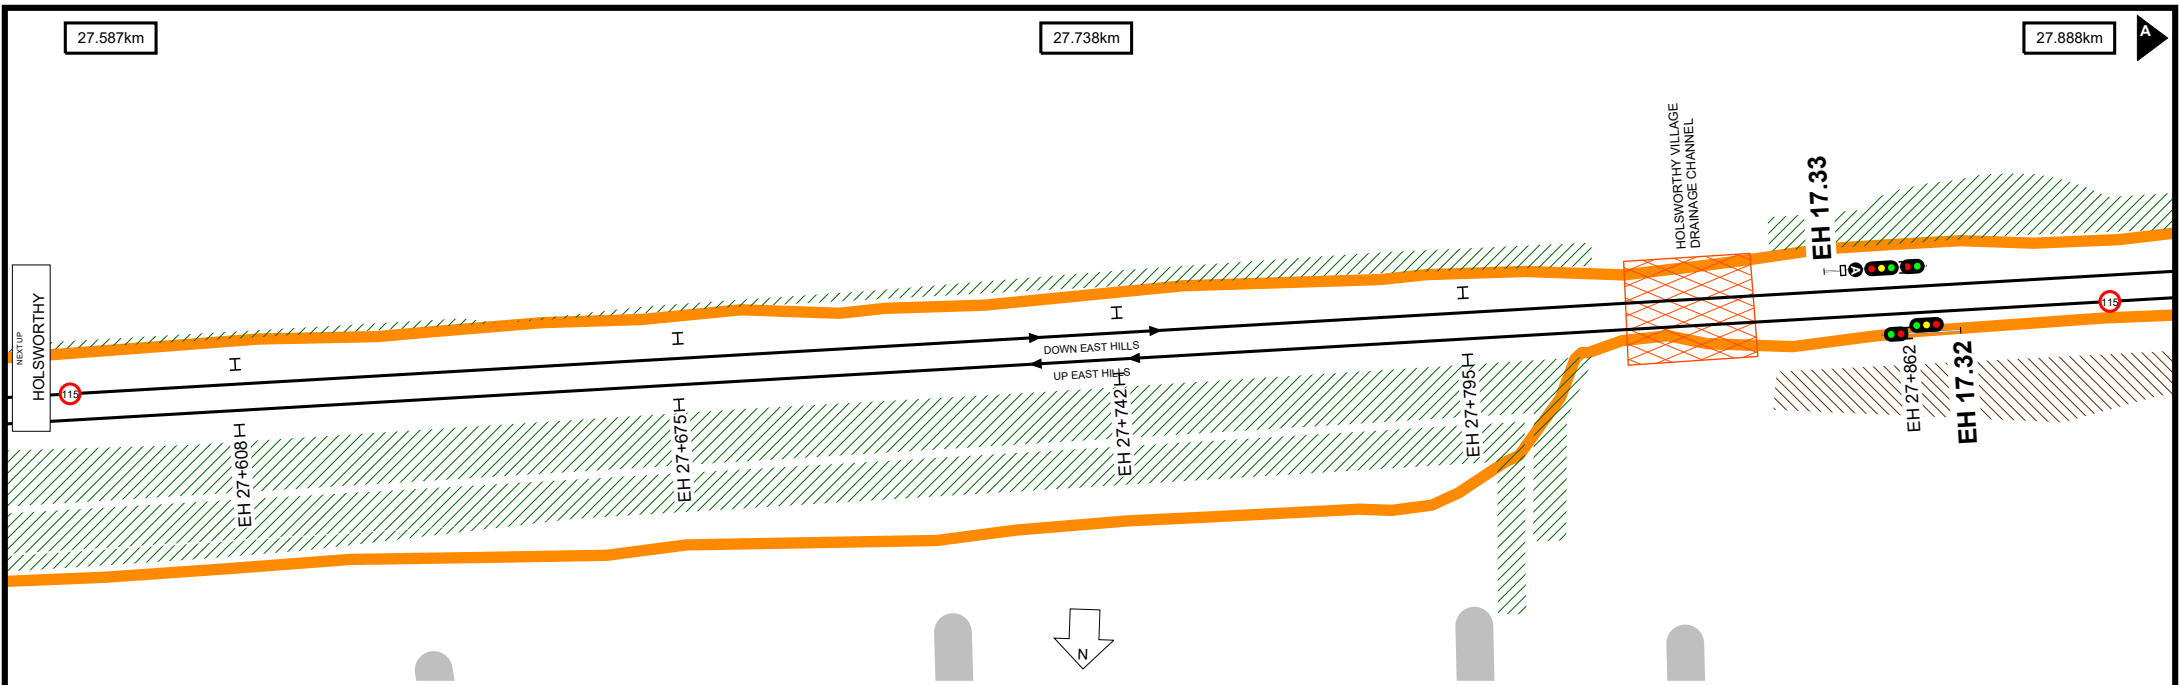 27.587km
27.738km
27.888km
A
NEXT UP
HOLSWORTHY
115
EH 27+608
EH 27+675
DOWN EAST HILLS
UP EAST HILLS
EH 27+742
EH 27+795
HOLSWORTHY VILLAGE
DRAINAGE CHANNEL
EH 17.33
A
EH 27+862
EH 17.32
115
N